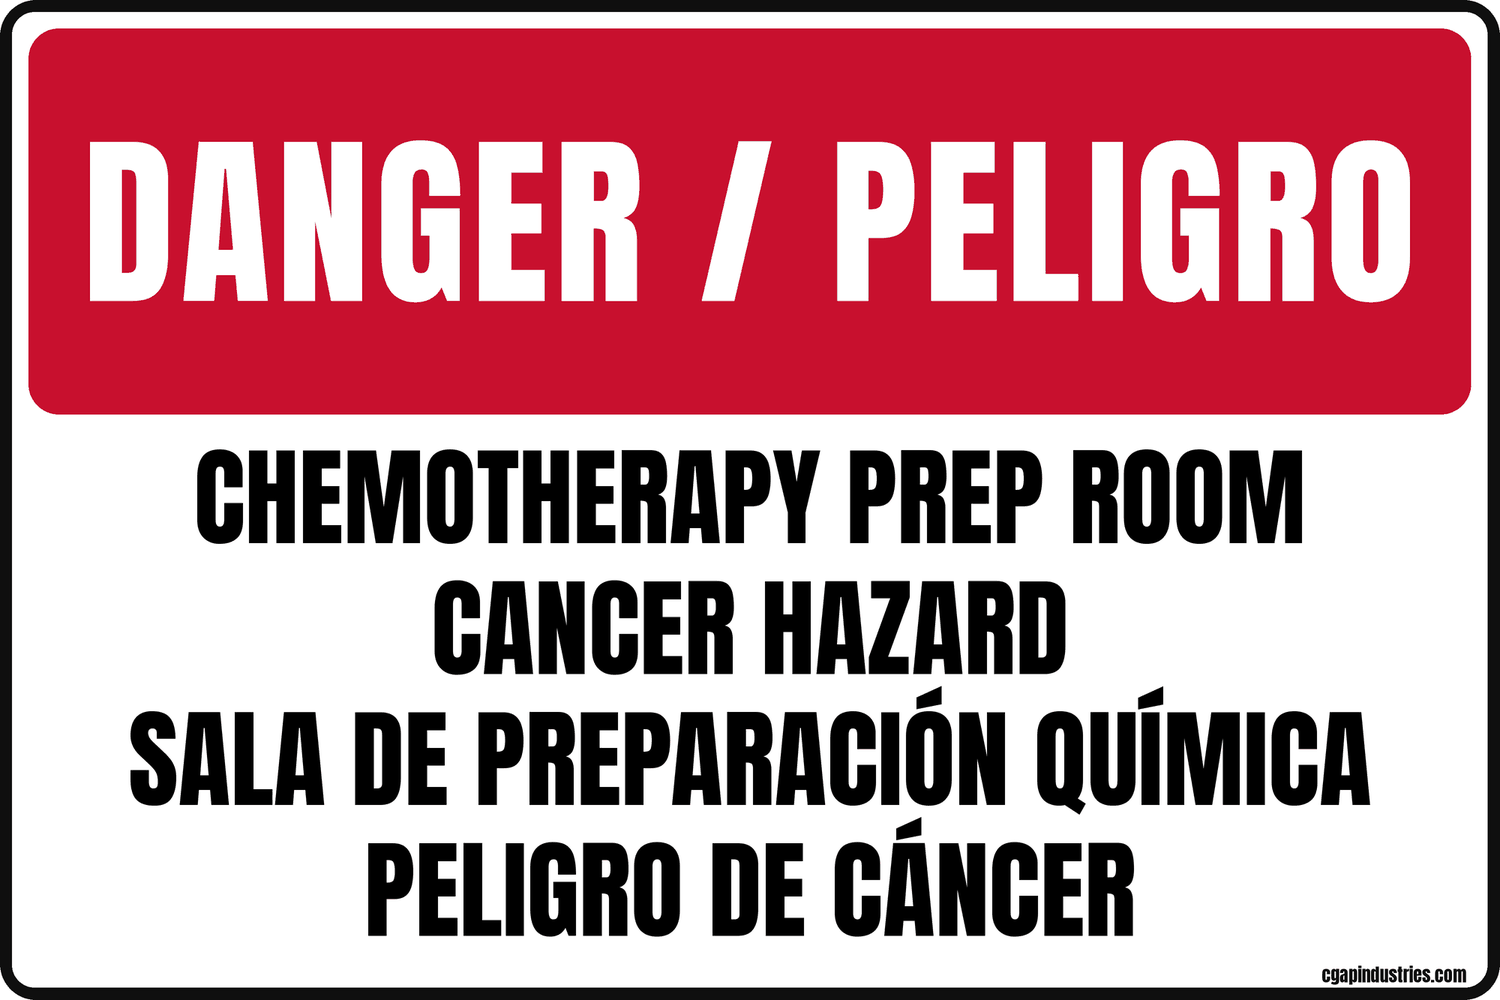 DANGER / PELIGRO
CHEMOTHERAPY PREP ROOM
CANCER HAZARD
SALA DE PREPARACIÓN QUÍMICA
PELIGRO DE CÁNCER
cgapindustries.com